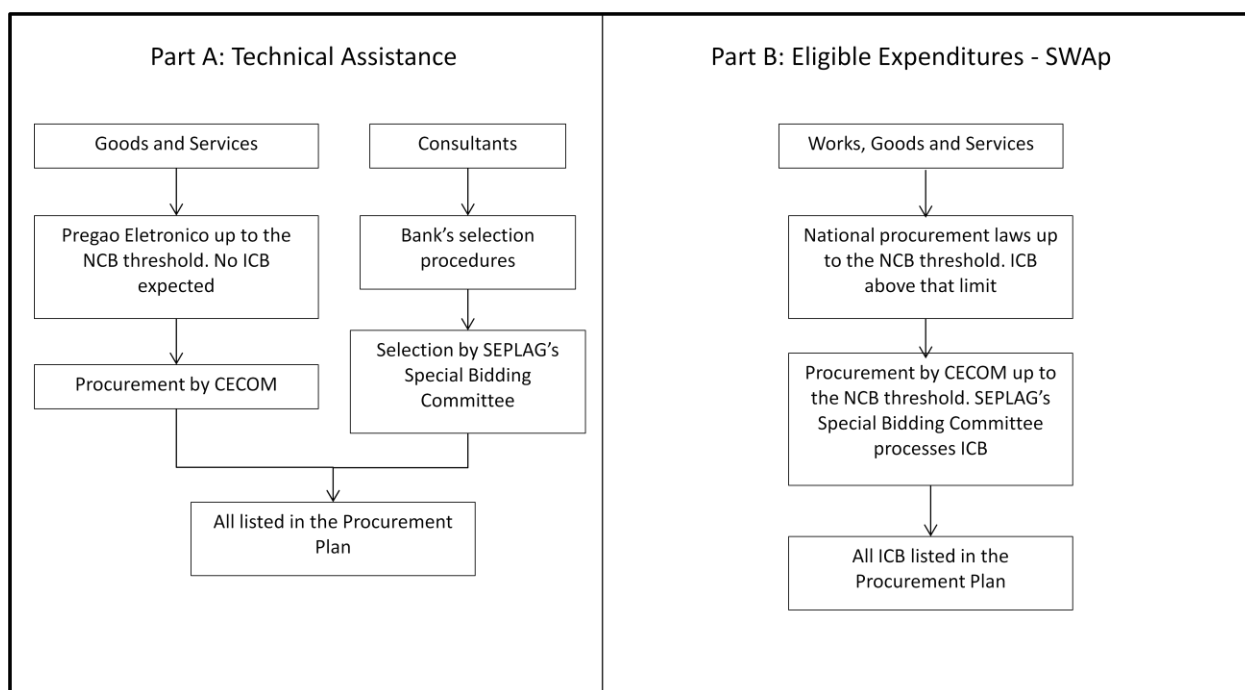 Part A: Technical Assistance
Goods and Services
Pregao Eletronico up to the
NCB threshold. No ICB
expected
Procurement by CECOM
Consultants
Bank's selection
procedures
Selection by SEPLAG's
Special Bidding
Committee
All listed in the Procurement
Plan
Part B: Eligible Expenditures - SWAp
Works, Goods and Services
National procurement laws up
to the NCB threshold. ICB
above that limit
Procurement by CECOM up to
the NCB threshold. SEPLAG's
Special Bidding Committee
processes ICB
All ICB listed in the
Procurement Plan